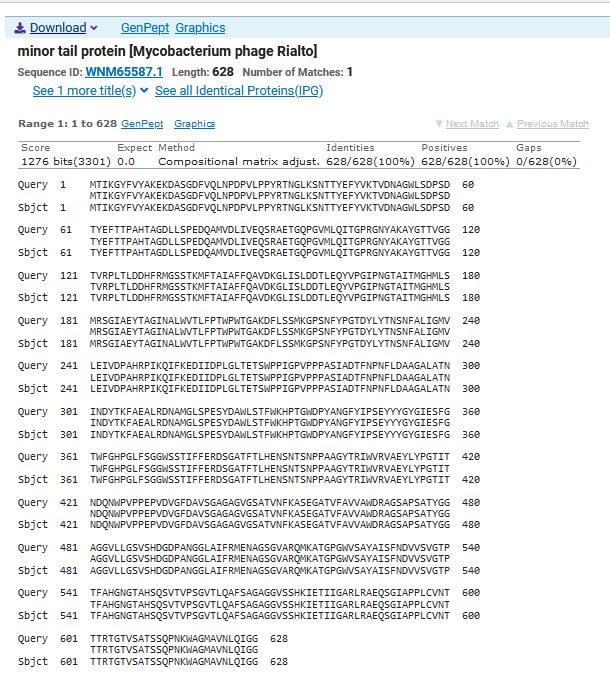 Download GenPept Graphics
minor tail protein [Mycobacterium phage Rialto]
Sequence ID: WNM65587.1 Length: 628 Number of Matches: 1
See 1 more title(s) See all Identical Proteins(IPG)
Range 1: 1 to 628 GenPept Graphics Next Match Previous Match
Score Expect Method Identities Positives Gaps
1276 bits(3301) 0.0 Compositional matrix adjust. 628/628(100%) 628/628(100%) 0/628(0%)
Query 1 MTIKGYFVYAKEKDASGDFVQLNPDPVLPPYRTNGLKSNTTYEFYVKTVDNAGWLSDPSD 60
MTIKGYFVYAKEKDASGDFVQLNPDPVLPPYRTNGLKSNTTYEFYVKTVDNAGWLSDPSD
Sbjct 1 MTIKGYFVYAKEKDASGDFVQLNPDPVLPPYRTNGLKSNTTYEFYVKTVDNAGWLSDPSD 60
Query 61 TYEFTTPAHTAGDLLSPEDQAMVDLIVEQSRAETGQPGVMLQITGPRGNYAKAYGTTVGG 120
TYEFTTPAHTAGDLLSPEDQAMVDLIVEQSRAETGQPGVMLQITGPRGNYAKAYGTTVGG
Sbjct 61 TYEFTTPAHTAGDLLSPEDQAMVDLIVEQSRAETGQPGVMLQITGPRGNYAKAYGTTVGG 120
Query 121 TVRPLTLDDHFRMGSSTKMFTAIAFFQAVDKGLISLDDTLEQYVPGIPNGTAITMGHMLS 180
TVRPLTLDDHFRMGSSTKMFTAIAFFQAVDKGLISLDDTLEQYVPGIPNGTAITMGHMLS
Sbjct 121 TVRPLTLDDHFRMGSSTKMFTAIAFFQAVDKGLISLDDTLEQYVPGIPNGTAITMGHMLS 180
Query 181 MRSGIAEYTAGINALWVTLFPTWPWTGAKDFLSSMKGPSNFYPGTDYLYTNSNFALIGMV 240
MRSGIAEYTAGINALWVTLFPTWPWTGAKDFLSSMKGPSNFYPGTDYLYTNSNFALIGMV
Sbjct 181 MRSGIAEYTAGINALWVTLFPTWPWTGAKDFLSSMKGPSNFYPGTDYLYTNSNFALIGMV 240
Query 241 LEIVDPAHRPIKQIFKEDIIDPLGLTETSWPPIGPVPPPASIADTFNPNFLDAAGALATN 300
LEIVDPAHRPIKQIFKEDIIDPLGLTETSWPPIGPVPPPASIADTFNPNFLDAAGALATN
Sbjct 241 LEIVDPAHRPIKQIFKEDIIDPLGLTETSWPPIGPVPPPASIADTFNPNFLDAAGALATN 300
Query 301 INDYTKFAEALRDNAMGLSPESYDAWLSTFWKHPTGWDPYANGFYIPSEYYYGYGIESFG 360
INDYTKFAEALRDNAMGLSPESYDAWLSTFWKHPTGWDPYANGFYIPSEYYYGYGIESFG
Sbjct 301 INDYTKFAEALRDNAMGLSPESYDAWLSTFWKHPTGWDPYANGFYIPSEYYYGYGIESFG 360
Query 361 TWFGHPGLFSGGWSSTIFFERDSGATFTLHENSNTSNPPAAGYTRIWVRVAEYLYPGTIT 420
TWFGHPGLFSGGWSSTIFFERDSGATFTLHENSNTSNPPAAGYTRIWVRVAEYLYPGTIT
Sbjct 361 TWFGHPGLFSGGWSSTIFFERDSGATFTLHENSNTSNPPAAGYTRIWVRVAEYLYPGTIT 420
Query 421 NDQNWPVPPEPVDVGFDAVSGAGAGVGSATVNFKASEGATVFAVVAWDRAGSAPSATYGG 480
NDQNWPVPPEPVDVGFDAVSGAGAGVGSATVNFKASEGATVFAVVAWDRAGSAPSATYGG
Sbjct 421 NDQNWPVPPEPVDVGFDAVSGAGAGVGSATVNFKASEGATVFAVVAWDRAGSAPSATYGG 480
Query 481 AGGVLLGSVSHDGDPANGGLAIFRMENAGSGVARQMKATGPGWVSAYAISFNDVVSVGTP 540
AGGVLLGSVSHDGDPANGGLAIFRMENAGSGVARQMKATGPGWVSAYAISFNDVVSVGTP
Sbjct 481 AGGVLLGSVSHDGDPANGGLAIFRMENAGSGVARQMKATGPGWVSAYAISFNDVVSVGTP 540
Query 541 TFAHGNGTAHSQSVTVPSGVTLQAFSAGAGGVSSHKIETIIGGARLRAEQSGIAPPLCVNT 600
TFAHGNGTAHSQSVTVPSGVTLQAFSAGAGGVSSHKIETIIGGARLRAEQSGIAPPLCVNT
Sbjct 541 TFAHGNGTAHSQSVTVPSGVTLQAFSAGAGGVSSHKIETIIGGARLRAEQSGIAPPLCVNT 600
Query 601 TTRTGTVSATSSQPNKWAGMAVNLQIGG 628
TTRTGTVSATSSQPNKWAGMAVNLQIGG
Sbjct 601 TTRTGTVSATSSQPNKWAGMAVNLQIGG 628